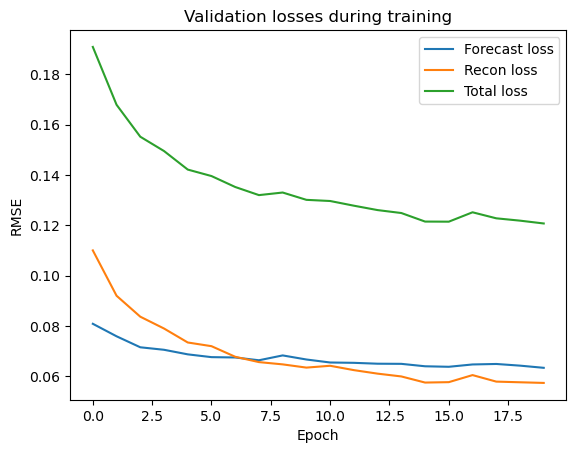 Validation losses during training
Forecast loss
Recon loss
Total loss
0.18
0.16
0.14
0.12
0.10
0.08
0.06
RMSE
0.0 2.5 5.0 7.5 10.0 12.5 15.0 17.5
Epoch